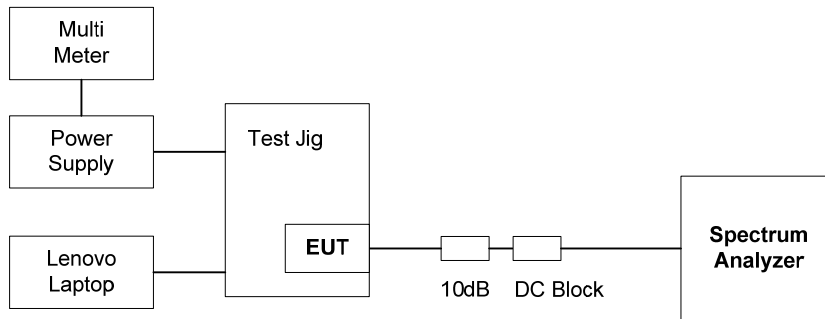 Multi
Meter
Power
Supply
Test Jig
EUT
Lenovo
Laptop
10dB
DC Block
Spectrum
Analyzer